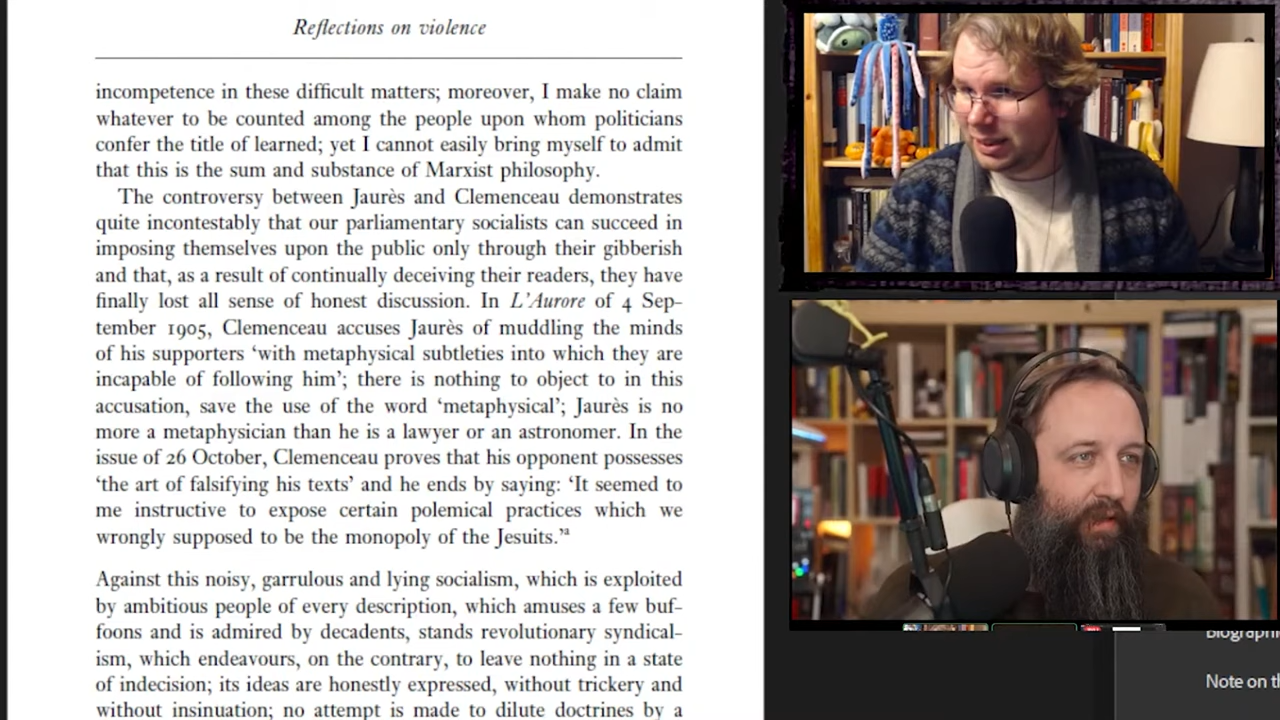 Reflections on violence
incompetence in these difficult matters; moreover, I make no claim
whatever to be counted among the people upon whom politicians
confer the title of learned; yet I cannot easily bring myself to admit
that this is the sum and substance of Marxist philosophy.
The controversy between Jaurès and Clemenceau demonstrates
quite incontestably that our parliamentary socialists can succeed in
imposing themselves upon the public only through their gibberish
and that, as a result of continually deceiving their readers, they have
finally lost all sense of honest discussion. In L'Aurore of 4 Sep-
tember 1905, Clemenceau accuses Jaurès of muddling the minds
of his supporters ‘with metaphysical subtleties into which they are
incapable of following him’; there is nothing to object to in this
accusation, save the use of the word ‘metaphysical’; Jaurès is no
more a metaphysician than he is a lawyer or an astronomer. In the
issue of 26 October, Clemenceau proves that his opponent possesses
‘the art of falsifying his texts’ and he ends by saying: ‘It seemed to
me instructive to expose certain polemical practices which we
wrongly supposed to be the monopoly of the Jesuits.’a
Against this noisy, garrulous and lying socialism, which is exploited
by ambitious people of every description, which amuses a few buf-
foons and is admired by decadents, stands revolutionary syndical-
ism, which endeavours, on the contrary, to leave nothing in a state
of indecision; its ideas are honestly expressed, without trickery and
without insinuation; no attempt is made to dilute doctrines by a
Biographi
Note on th